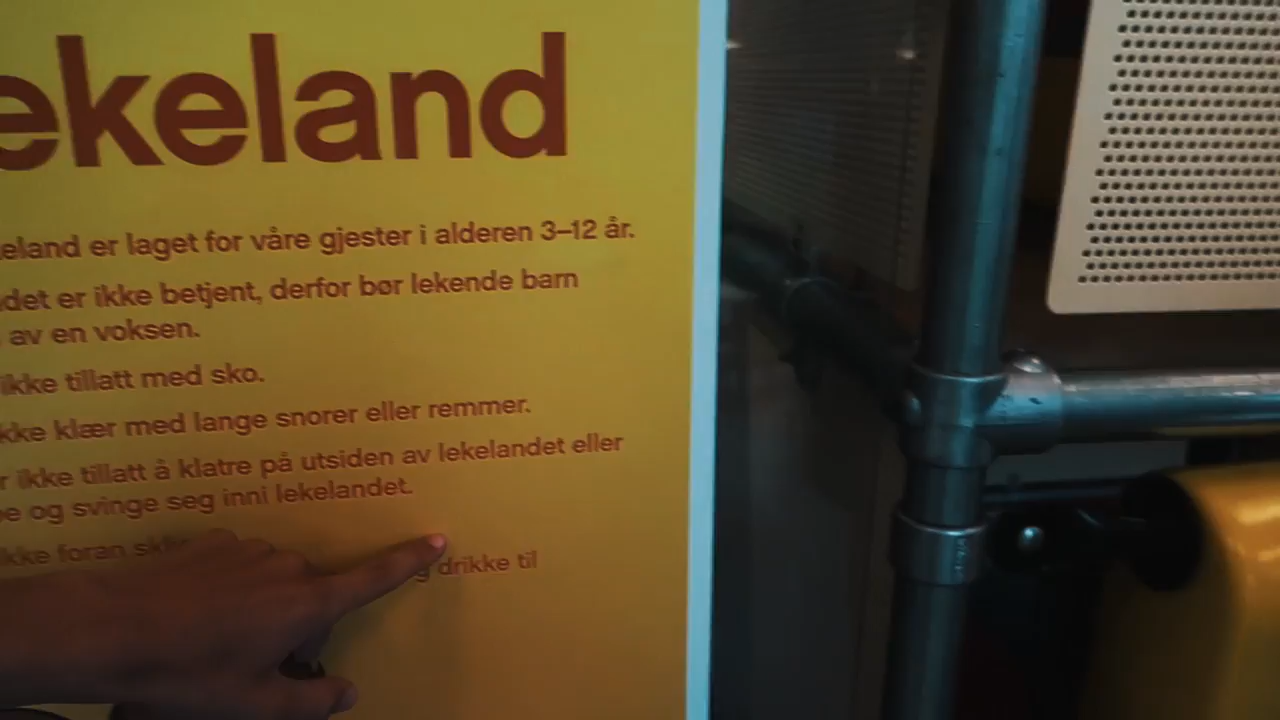 ekeland
eland er laget for våre gjester i alderen 3–12 år.
det er ikke betjent, derfor bør lekende barn
av en voksen.
ikke tillatt med sko.
kke klær med lange snorer eller remmer.
r ikke tillatt å klatre på utsiden av lekelandet eller
pe og svinge seg inni lekelandet.
ikke foran
g drikke til